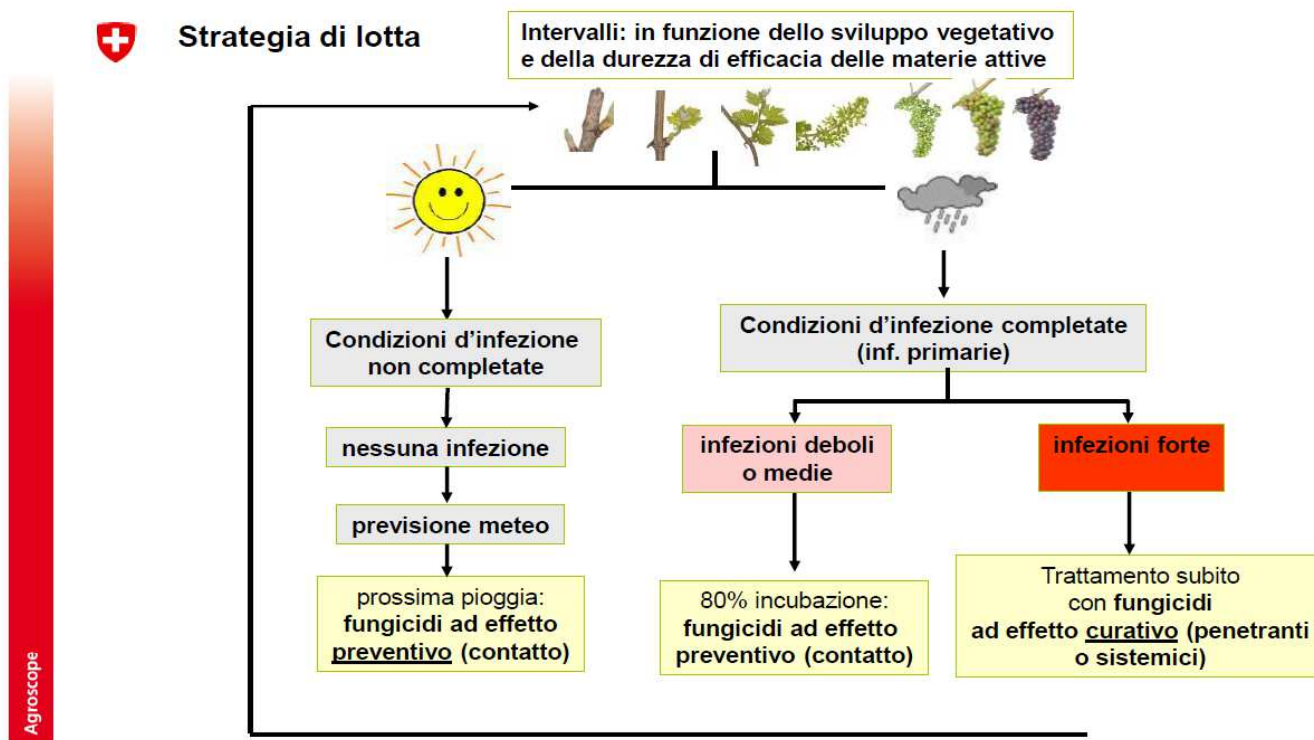 Strategia di lotta
Intervalli: in funzione dello sviluppo vegetativo
e della durezza di efficacia delle materie attive
Condizioni d'infezione
non completate
nessuna infezione
previsione meteo
prossima pioggia:
fungicidi ad effetto
preventivo (contatto)
Condizioni d'infezione completate
(inf. primarie)
infezioni deboli
o medie
80% incubazione:
fungicidi ad effetto
preventivo (contatto)
infezioni forte
Trattamento subito
con fungicidi
ad effetto curativo (penetranti
o sistemici)
Agroscope